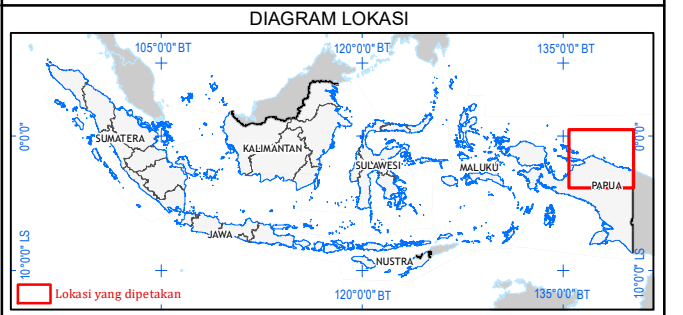 DIAGRAM LOKASI
105°0'0" BT 120°0'0" BT 135°0'0" BT
0°0'0" 0°0'0"
SUMATERA
KALIMANTAN
SULAWESI
MALUKU
PAPUA
JAWA
NUSTRA
10°0'0" LS 10°0'0" LS
Lokasi yang dipetakan
120°0'0" BT 135°0'0" BT